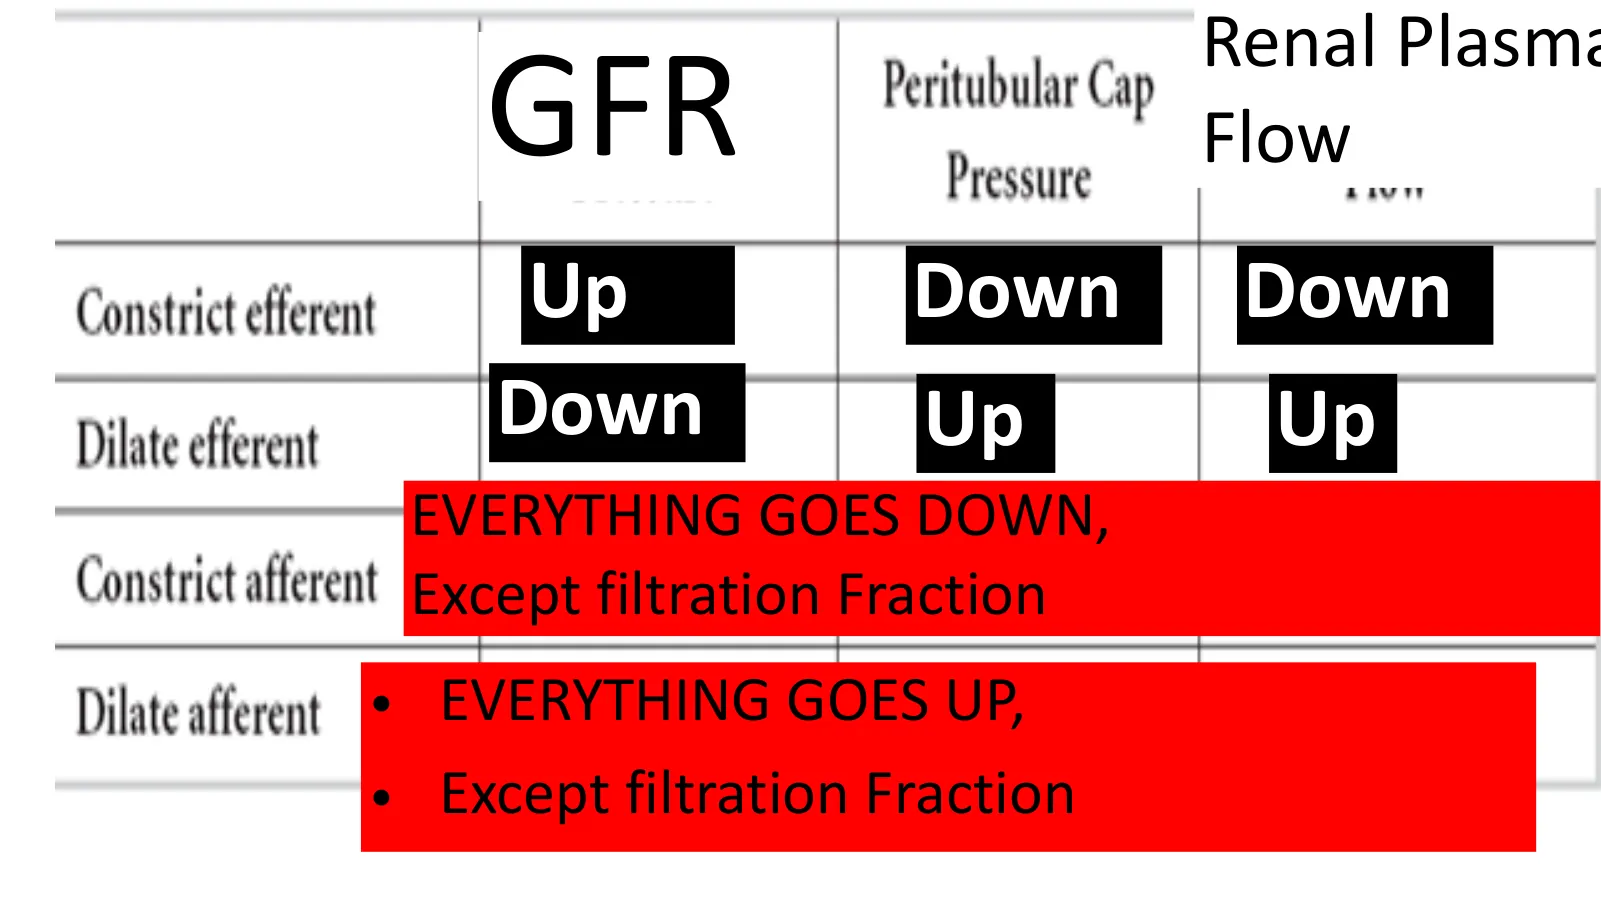 GFR
Peritubular Cap
Pressure
Renal Plasma
Flow
Flow
Constrict efferent
Up
Down
Down
Dilate efferent
Down
Up
Up
Constrict afferent
EVERYTHING GOES DOWN,
Except filtration Fraction
Dilate afferent
• EVERYTHING GOES UP,
• Except filtration Fraction